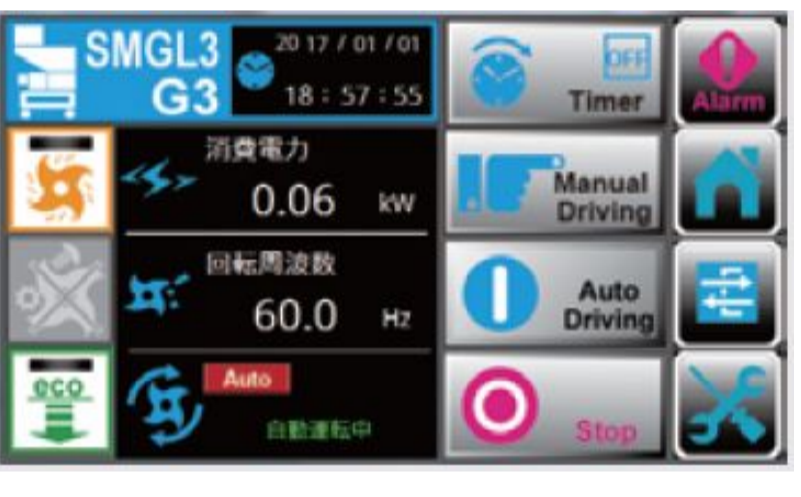 SMGL3
G3
2017 / 01 / 01
18 : 57 : 55
OFF
Timer
Alarm
消費電力
0.06 kW
Manual
Driving
回転周波数
60.0 Hz
Auto
Driving
eco
Auto
自動運転中
Stop